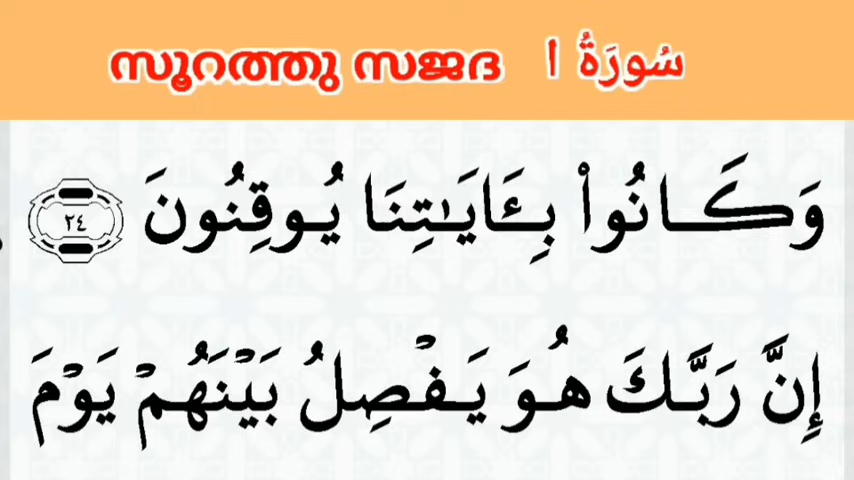 സൂറത്തു സജദ سُورَةُ ا
وَكَانُوا۟ بِـَٔايَـٰتِنَا يُوقِنُونَ ٢٤
إِنَّ رَبَّكَ هُوَ يَفْصِلُ بَيْنَهُمْ يَوْمَ